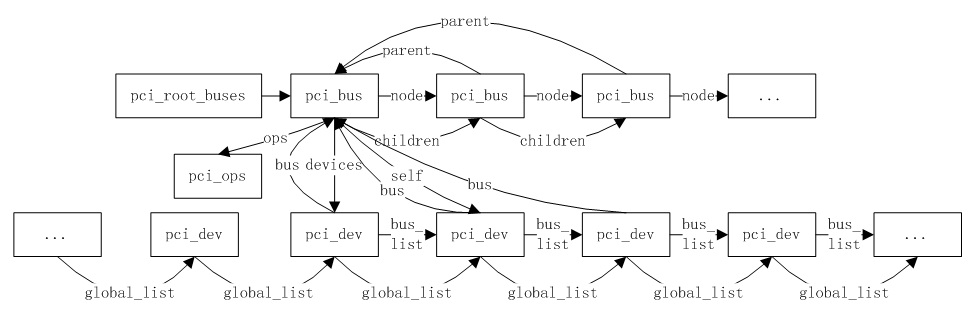 parent
parent
pci_root_buses
pci_bus
node
pci_bus
node
pci_bus
node
...
ops
children
children
pci_ops
bus
devices
self
bus
bus
...
pci_dev
pci_dev
bus_
list
pci_dev
bus_
list
pci_dev
bus_
list
pci_dev
bus_
list
...
global_list
global_list
global_list
global_list
global_list
global_list